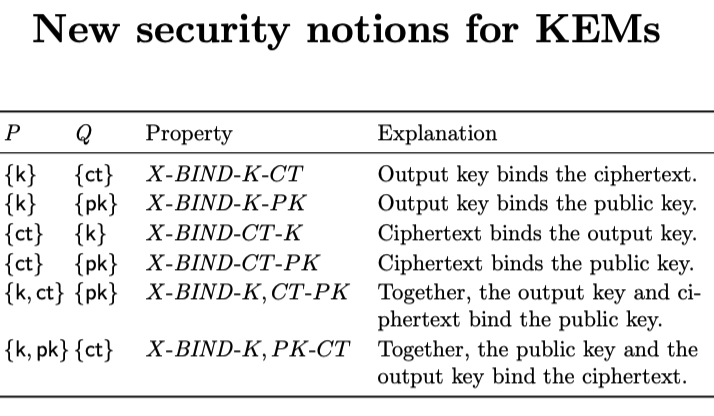 New security notions for KEMs
P Q Property Explanation
{k} {ct} X-BIND-K-CT Output key binds the ciphertext.
{k} {pk} X-BIND-K-PK Output key binds the public key.
{ct} {k} X-BIND-CT-K Ciphertext binds the output key.
{ct} {pk} X-BIND-CT-PK Ciphertext binds the public key.
{k, ct} {pk} X-BIND-K, CT-PK Together, the output key and ci-
phertext bind the public key.
{k, pk} {ct} X-BIND-K, PK-CT Together, the public key and the
output key bind the ciphertext.